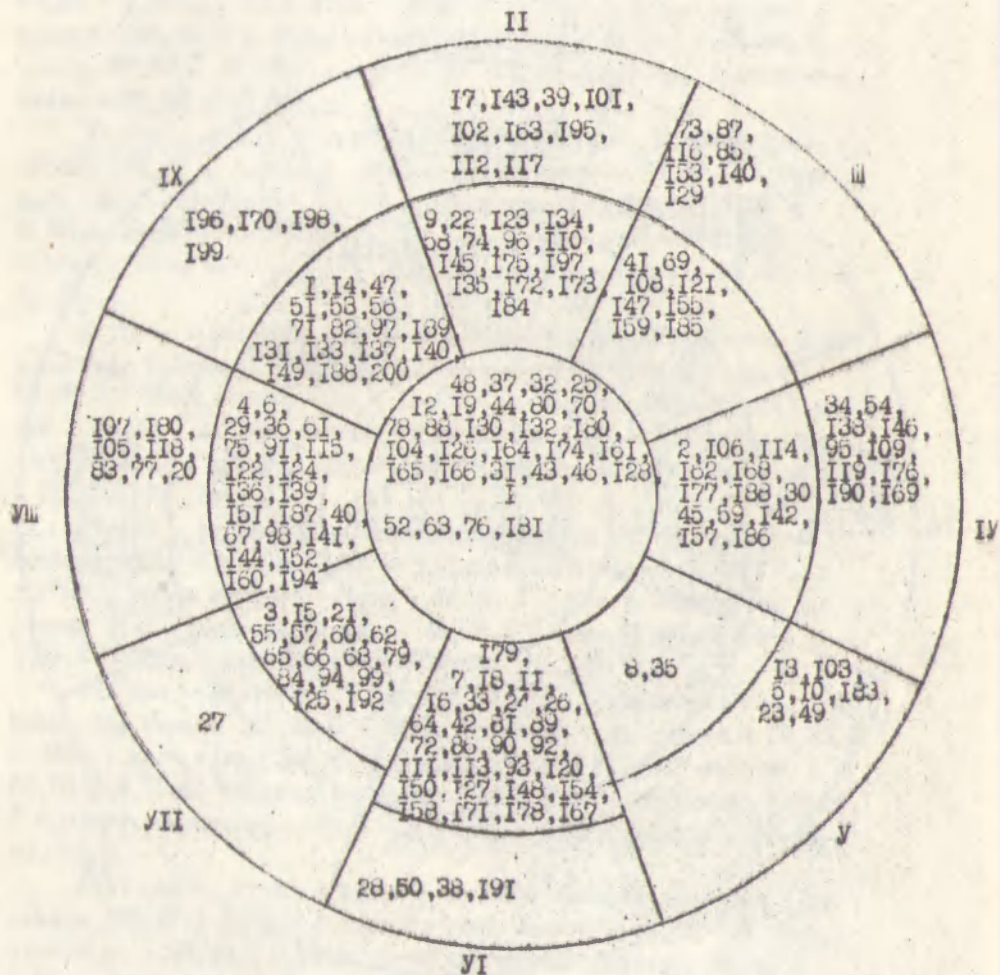 II
I7,I43,39,I0I,
I02,I63,I95,
II2,II7
73,87,
II6,85,
I53,I40,
I29
Ш
IX
I96,I70,I98,
I99
9,22,I23,I34,
58,74,96,II0,
I45,I75,I97,
I35,I72,I73
I84
4I,69,
I08,I2I,
I47,I55,
I59,I85
I,I4,47,
5I,53,56,
7I,82,97,I89
I3I,I33,I37,I40,
I49,I88,200
48,37,32,25,
I2,I9,44,80,70,
78,88,I30,I32,I80,
I04,I26,I64,I74,I6I,
I65,I66,3I,43,46,I28,
I
52,63,76,I8I
34,54,
I38,I46,
95,I09,
II9,I76,
I90,I69
2,I06,II4,
I62,I68,
I77,I88,30
45,59,I42,
I57,I86
IУ
I07,I80,
I05,II8,
83,77,20
УШ
4,6,
29,36,6I,
75,9I,II5,
I22,I24,
I36,I39
I5I,I87,40
67,98,I4I,
I44,I52,
I60,I94
3,I5,2I,
55,57,60,62,
65,66,68,79,
84,94,99,
I25,I92
I79,
7,I8,II,
I6,33,24,26,
64,42,8I,89,
72,86,90,92,
III,II3,93,I20,
I50,I27,I48,I54,
I58,I7I,I78,I67
8,35
I3,I03,
5,I0,I83,
23,49
27
УII
У
28,50,38,I9I
УI